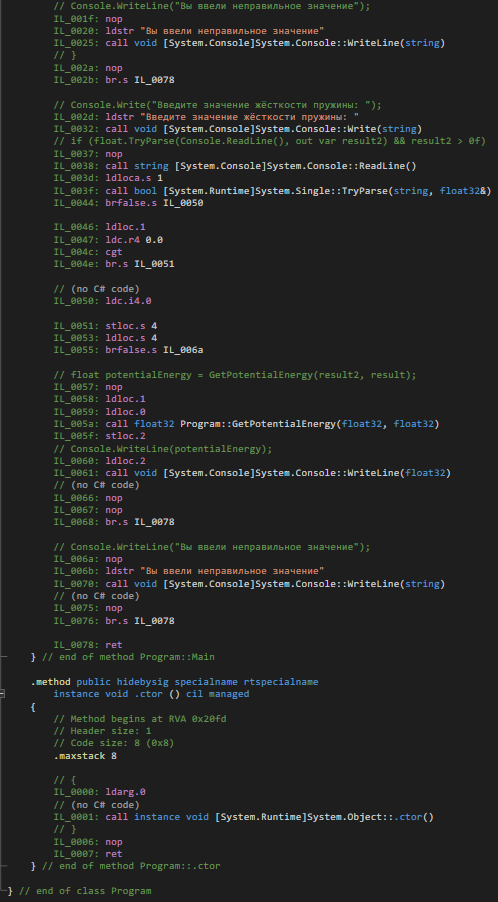 // Console.WriteLine("Вы ввели неправильное значение");
IL_001f: nop
IL_0020: ldstr "Вы ввели неправильное значение"
IL_0025: call void [System.Console]System.Console::WriteLine(string)
// }
IL_002a: nop
IL_002b: br.s IL_0078
// Console.Write("Введите значение жёсткости пружины: ");
IL_002d: ldstr "Введите значение жёсткости пружины: "
IL_0032: call void [System.Console]System.Console::Write(string)
// if (float.TryParse(Console.ReadLine(), out var result2) && result2 > 0f)
IL_0037: nop
IL_0038: call string [System.Console]System.Console::ReadLine()
IL_003d: ldloca.s 1
IL_003f: call bool [System.Runtime]System.Single::TryParse(string, float32&)
IL_0044: brfalse.s IL_0050
IL_0046: ldloc.1
IL_0047: ldc.r4 0.0
IL_004c: cgt
IL_004e: br.s IL_0051
// (no C# code)
IL_0050: ldc.i4.0
IL_0051: stloc.s 4
IL_0053: ldloc.s 4
IL_0055: brfalse.s IL_006a
// float potentialEnergy = GetPotentialEnergy(result2, result);
IL_0057: nop
IL_0058: ldloc.1
IL_0059: ldloc.0
IL_005a: call float32 Program::GetPotentialEnergy(float32, float32)
IL_005f: stloc.2
// Console.WriteLine(potentialEnergy);
IL_0060: ldloc.2
IL_0061: call void [System.Console]System.Console::WriteLine(float32)
// (no C# code)
IL_0066: nop
IL_0067: nop
IL_0068: br.s IL_0078
// Console.WriteLine("Вы ввели неправильное значение");
IL_006a: nop
IL_006b: ldstr "Вы ввели неправильное значение"
IL_0070: call void [System.Console]System.Console::WriteLine(string)
// (no C# code)
IL_0075: nop
IL_0076: br.s IL_0078
IL_0078: ret
} // end of method Program::Main
.method public hidebysig specialname rtspecialname
instance void .ctor () cil managed
{
// Method begins at RVA 0x20fd
// Header size: 1
// Code size: 8 (0x8)
.maxstack 8
// {
IL_0000: ldarg.0
// (no C# code)
IL_0001: call instance void [System.Runtime]System.Object::.ctor()
// }
IL_0006: nop
IL_0007: ret
} // end of method Program::.ctor
} // end of class Program